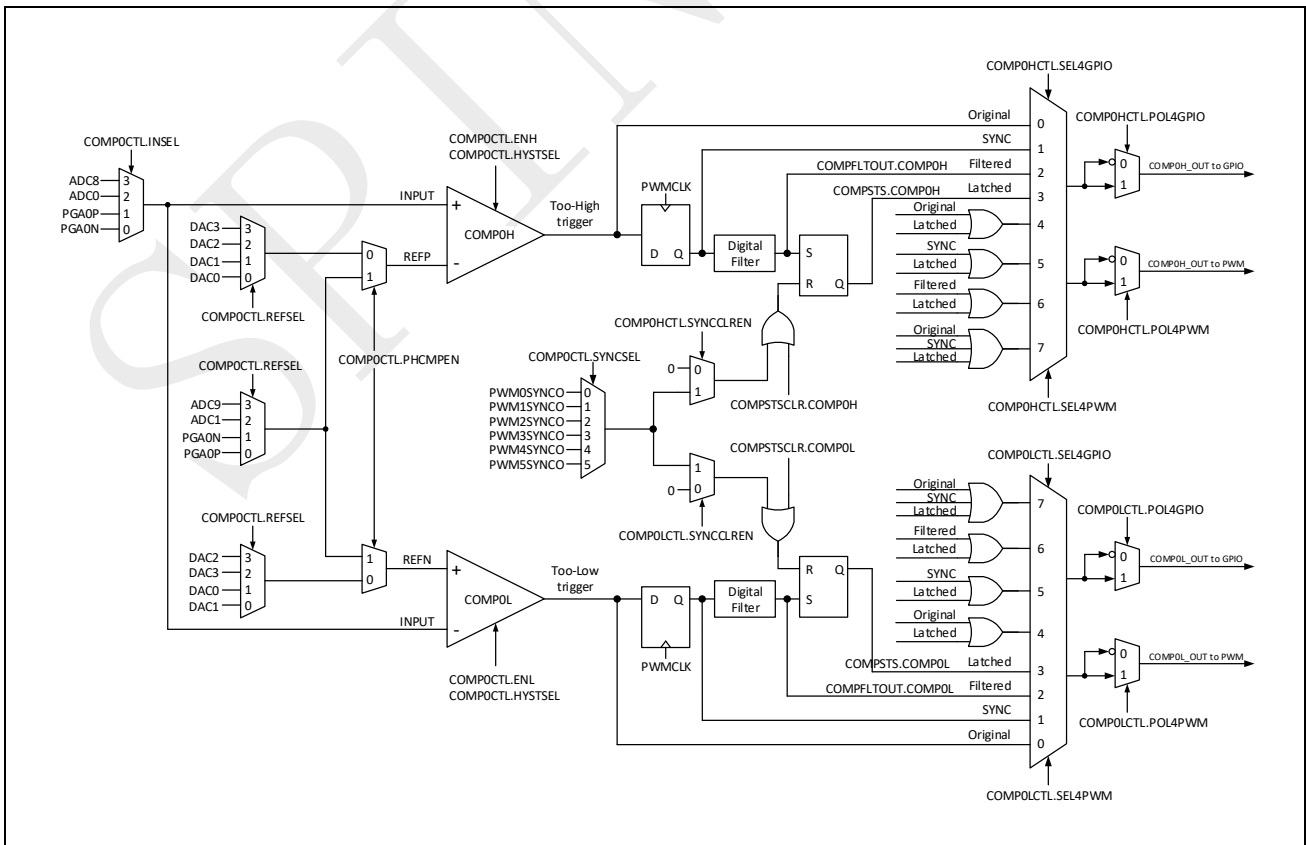 SPIN
COMP0HCTL.SEL4GPIO
COMP0HCTL.POL4GPIO
COMP0CTL.INSEL
ADC8 3
ADC0 2
PGA0P 1
PGA0N 0
COMP0CTL.ENH
COMP0CTL.HYSTSEL
INPUT
+
-
COMP0H
Too-High
trigger
REFP
DAC3 3
DAC2 2
DAC1 1
DAC0 0
0
1
COMP0CTL.REFSEL
PWMCLK
D Q
Digital
Filter
S
R Q
Original 0
SYNC 1
COMPFLTOUT.COMP0H Filtered 2
COMPSTS.COMP0H Latched 3
Original
Latched
4
SYNC
Latched
5
Filtered
Latched
6
Original
SYNC
Latched
7
0
1
COMP0H_OUT to GPIO
0
1
COMP0H_OUT to PWM
COMP0HCTL.POL4PWM
COMP0HCTL.SEL4PWM
COMP0CTL.REFSEL
ADC9 3
ADC1 2
PGA0N 1
PGA0P 0
COMP0CTL.PHCMPEN
COMP0CTL.SYNCSEL
PWM0SYNCO 0
PWM1SYNCO 1
PWM2SYNCO 2
PWM3SYNCO 3
PWM4SYNCO 4
PWM5SYNCO 5
COMP0HCTL.SYNCCLREN
0 0
1
COMPSTSCLR.COMP0H
COMPSTSCLR.COMP0L
1
0 0
COMP0LCTL.SYNCCLREN
COMP0CTL.REFSEL
DAC2 3
DAC3 2
DAC0 1
DAC1 0
1
0
REFN
INPUT
+
-
COMP0L
Too-Low
trigger
COMP0CTL.ENL
COMP0CTL.HYSTSEL
D Q
PWMCLK
Digital
Filter
R Q
S
COMP0LCTL.SEL4GPIO
COMP0LCTL.POL4GPIO
Original
SYNC
Latched
7
Filtered
Latched
6
SYNC
Latched
5
Original
Latched
4
COMPSTS.COMP0L Latched 3
COMPFLTOUT.COMP0L Filtered 2
SYNC 1
Original 0
0
1
COMP0L_OUT to GPIO
0
1
COMP0L_OUT to PWM
COMP0LCTL.POL4PWM
COMP0LCTL.SEL4PWM